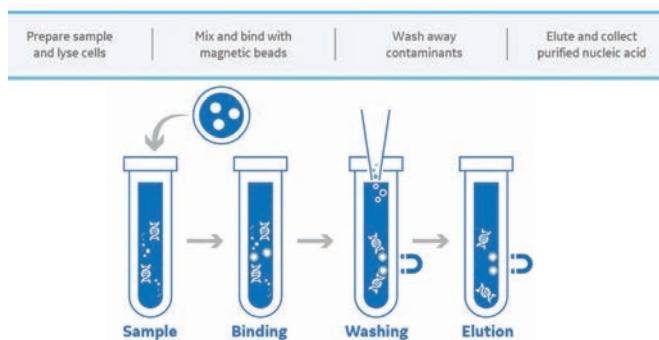 Prepare sample
and lyse cells
Mix and bind with
magnetic beads
Wash away
contaminants
Elute and collect
purified nucleic acid
Sample
Binding
Washing
Elution